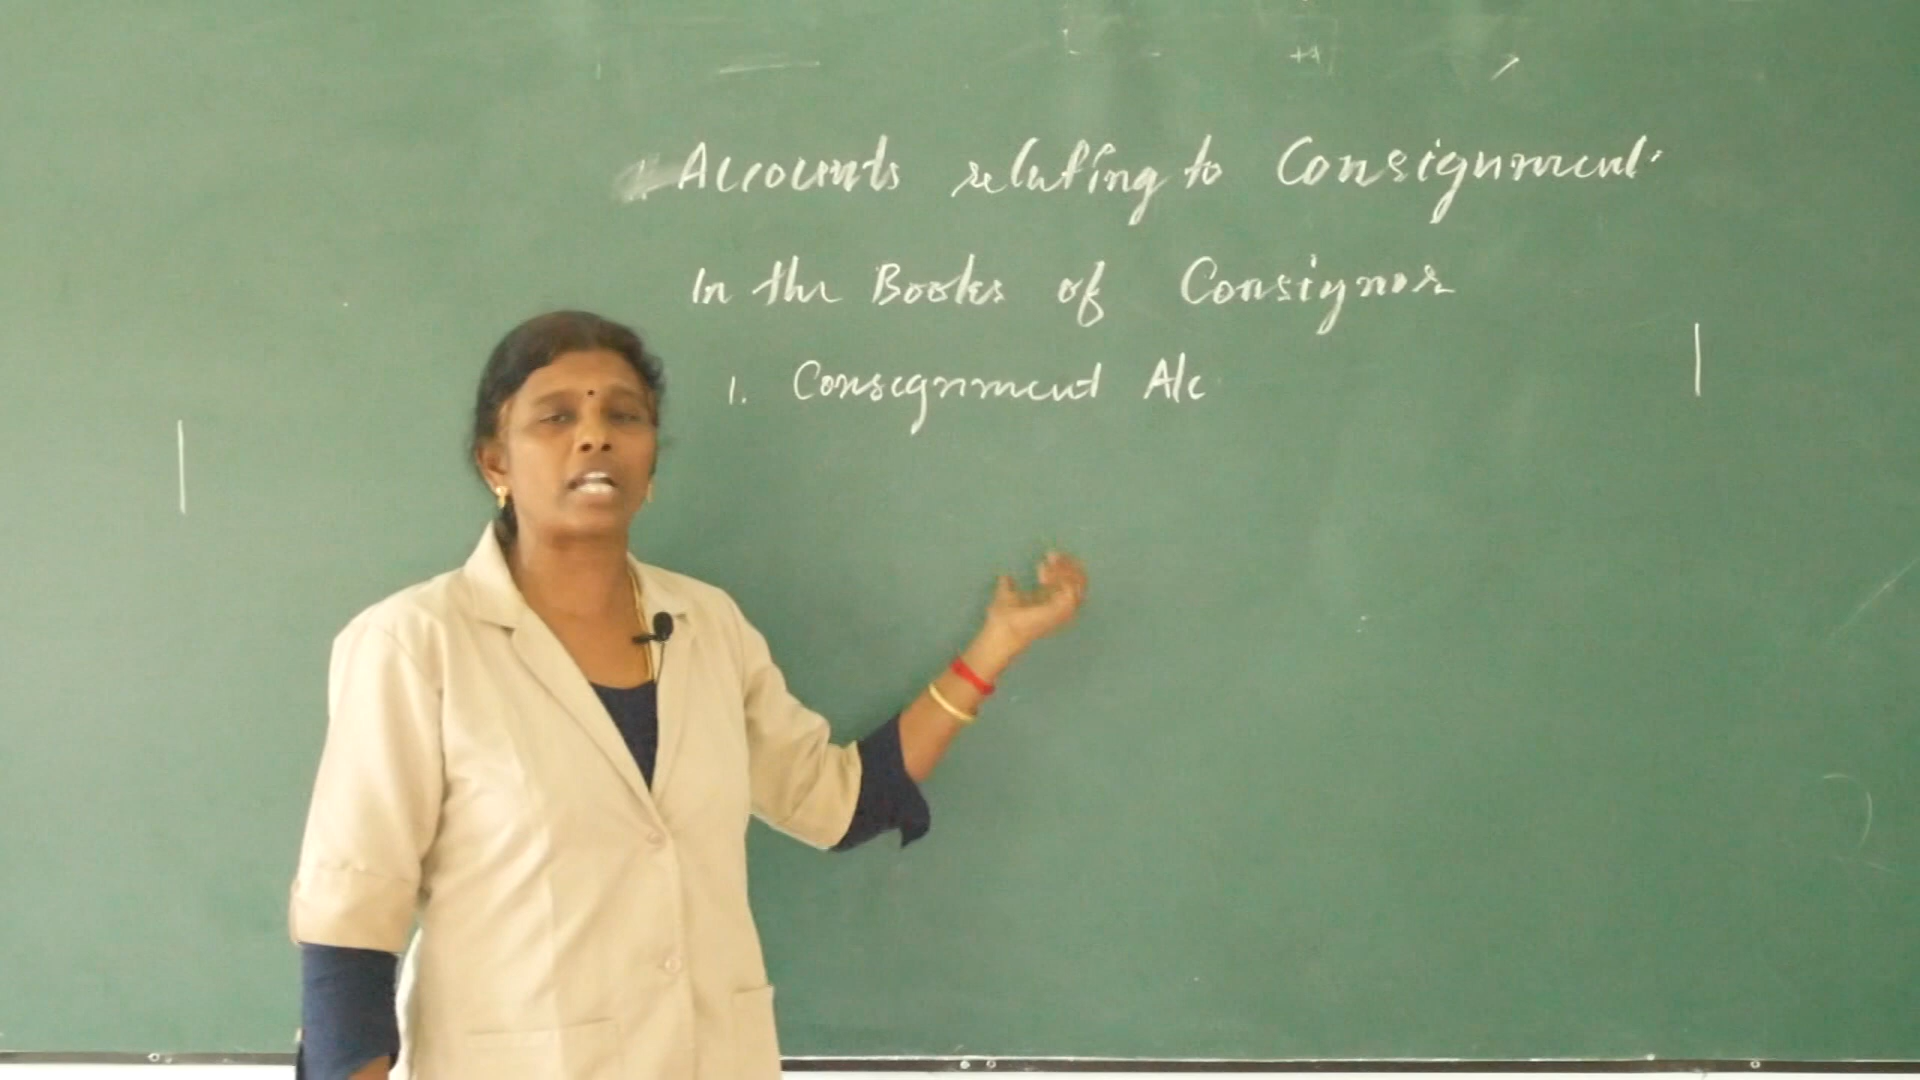 Accounts relating to Consignment.
In the Books of Consignor
1. Consignment A/c